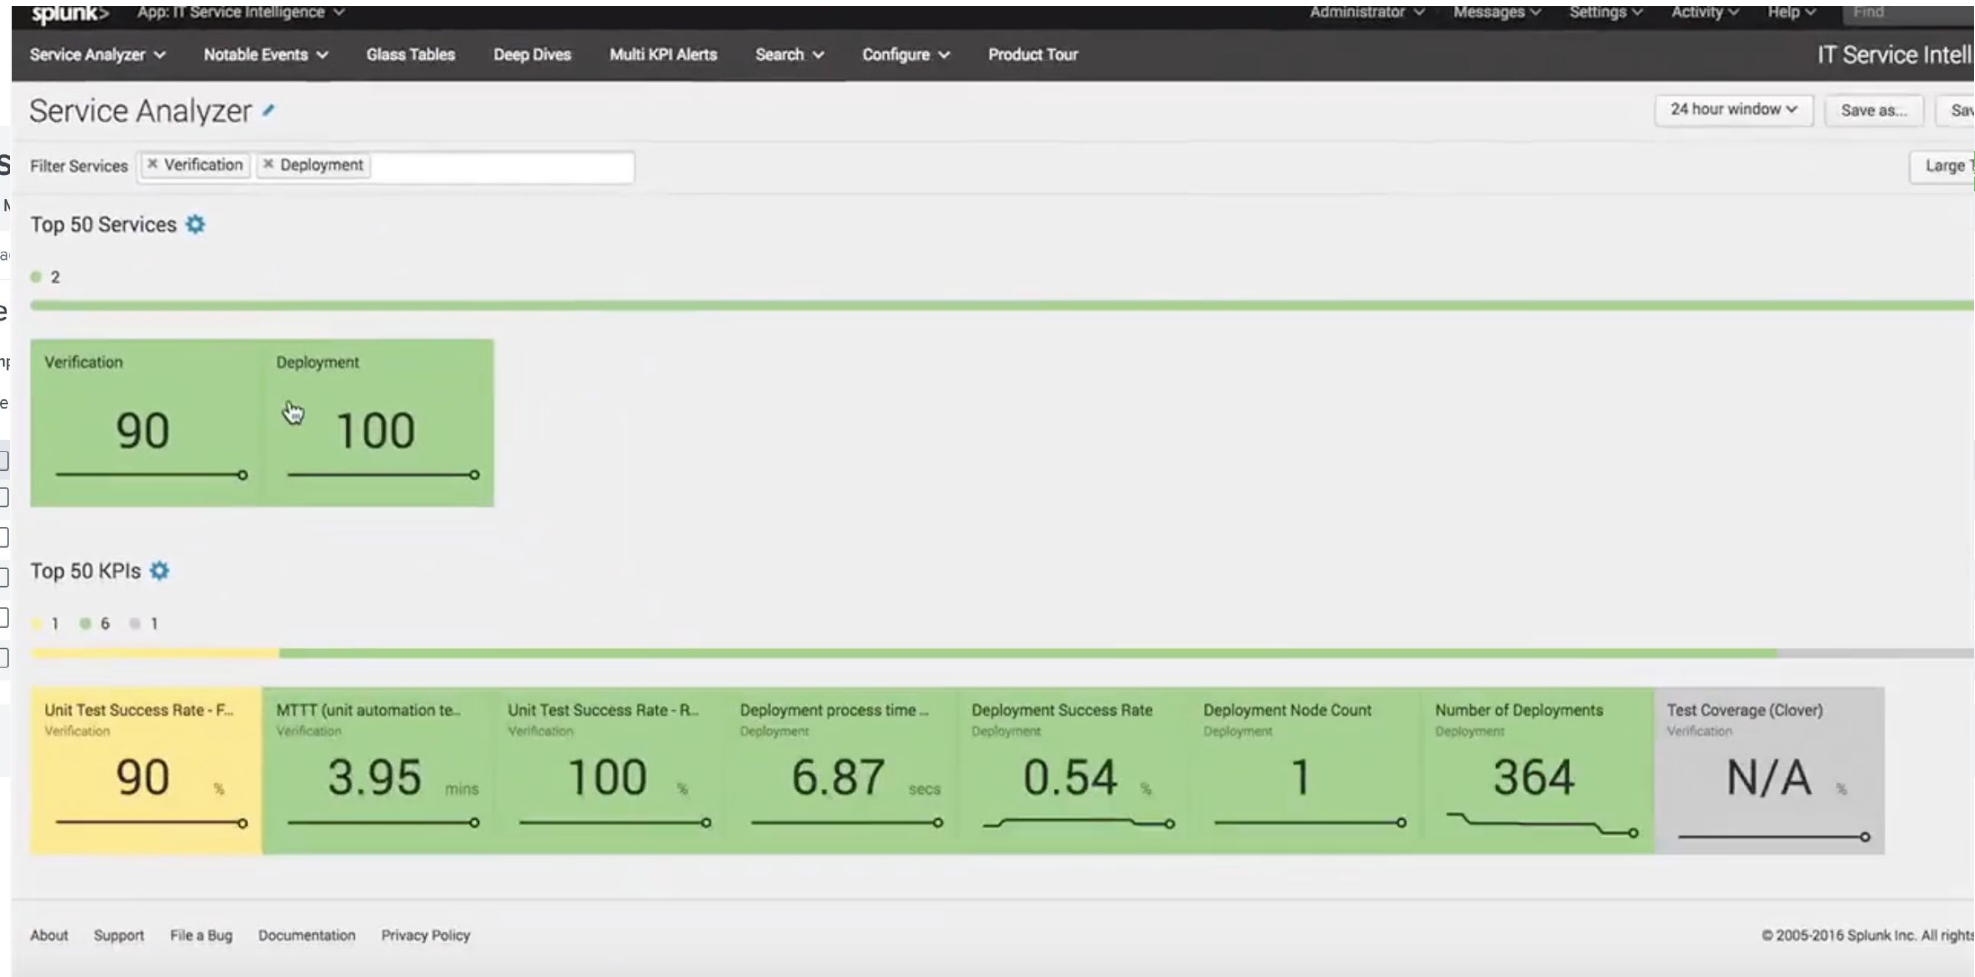 splunk> App: IT Service Intelligence Administrator Messages Settings Activity Help Find
Service Analyzer Notable Events Glass Tables Deep Dives Multi KPI Alerts Search Configure Product Tour IT Service Intell
Service Analyzer 24 hour window Save as... Sav
Filter Services × Verification × Deployment Large T
Top 50 Services
2
Verification Deployment
90 100
Top 50 KPIs
1 6 1
Unit Test Success Rate - F... MTTT (unit automation te... Unit Test Success Rate - R... Deployment process time ... Deployment Success Rate Deployment Node Count Number of Deployments Test Coverage (Clover)
Verification Verification Verification Deployment Deployment Deployment Deployment Verification
90 % 3.95 mins 100 % 6.87 secs 0.54 % 1 364 N/A %
About Support File a Bug Documentation Privacy Policy © 2005-2016 Splunk Inc. All rights